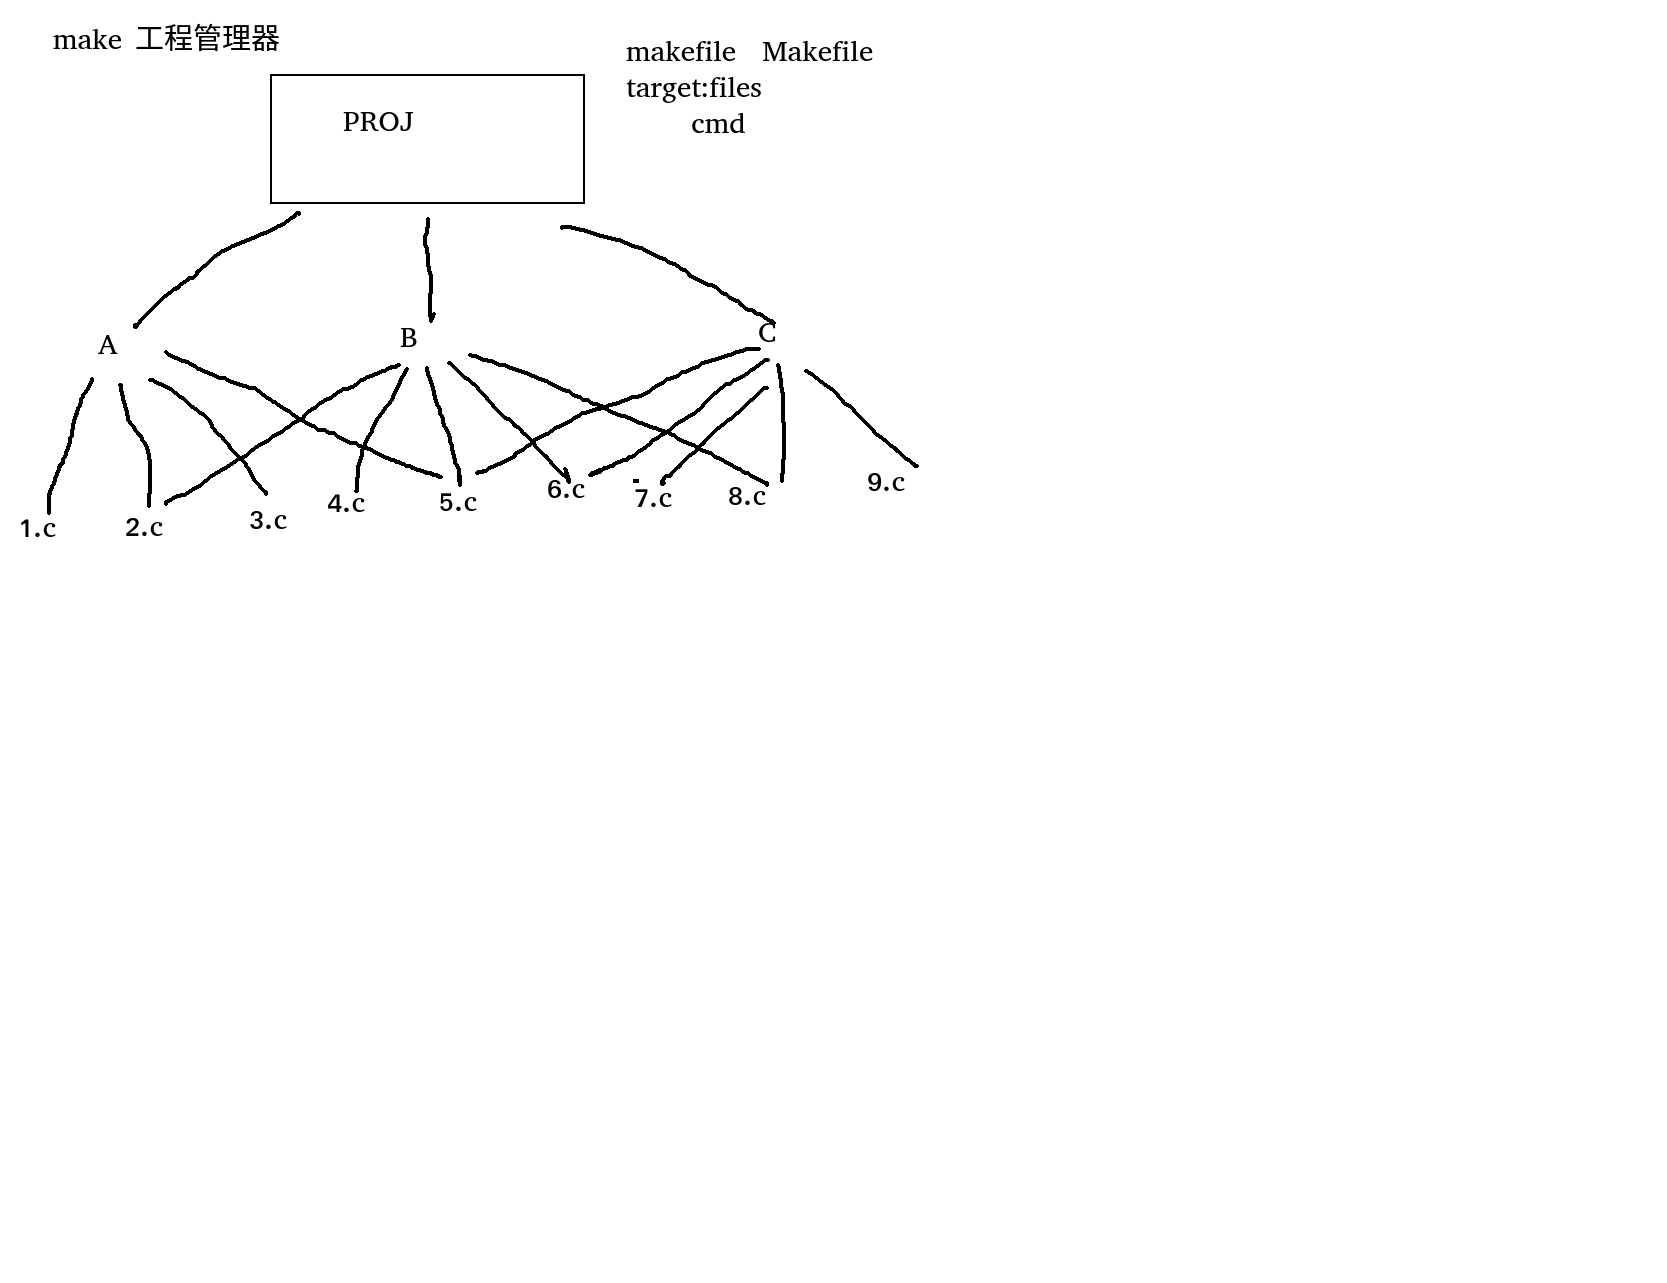 make 工程管理器
makefile Makefile
target:files
cmd
PROJ
A
B
C
1.c
2.c
3.c
4.c
5.c
6.c
7.c
8.c
9.c